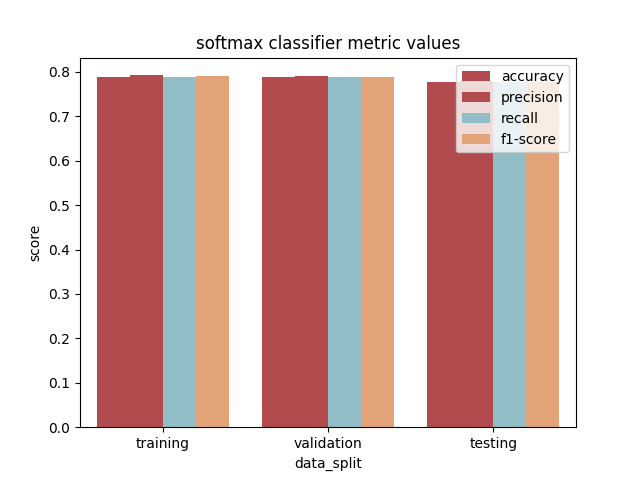 softmax classifier metric values
accuracy
precision
recall
f1-score
score
0.8
0.7
0.6
0.5
0.4
0.3
0.2
0.1
0.0
training validation testing
data_split